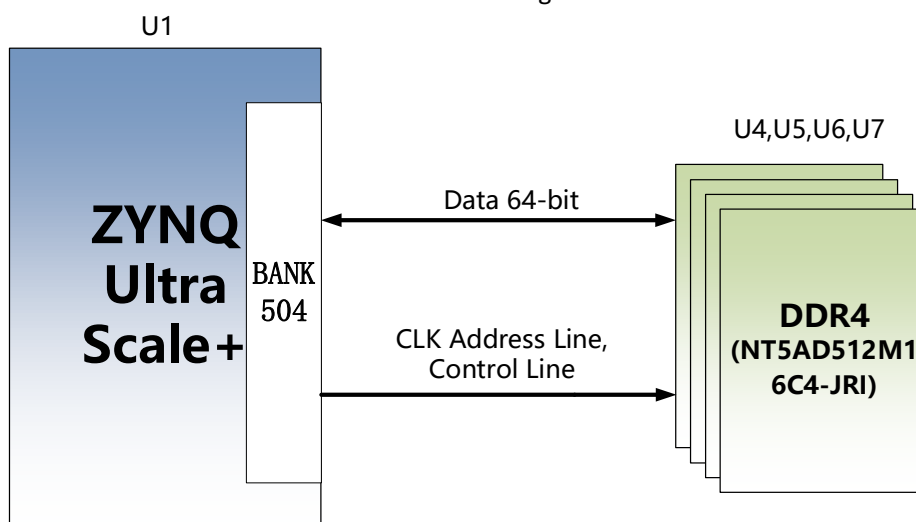 U1
U4,U5,U6,U7
ZYNQ
Ultra
Scale+
BANK
504
Data 64-bit
CLK Address Line,
Control Line
DDR4
(NT5AD512M1
6C4-JRI)